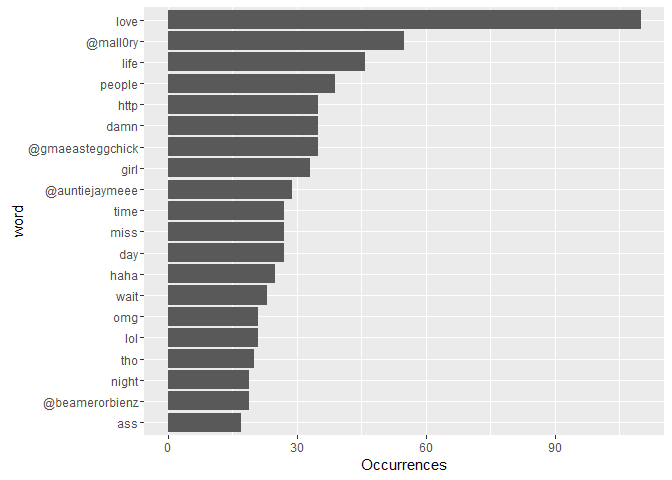 love
@mall0ry
life
people
http
damn
@gmaeasteggchick
girl
@auntiejaymeee
time
miss
day
haha
wait
omg
lol
tho
night
@beamerorbienz
ass
word
0 30 60 90
Occurrences